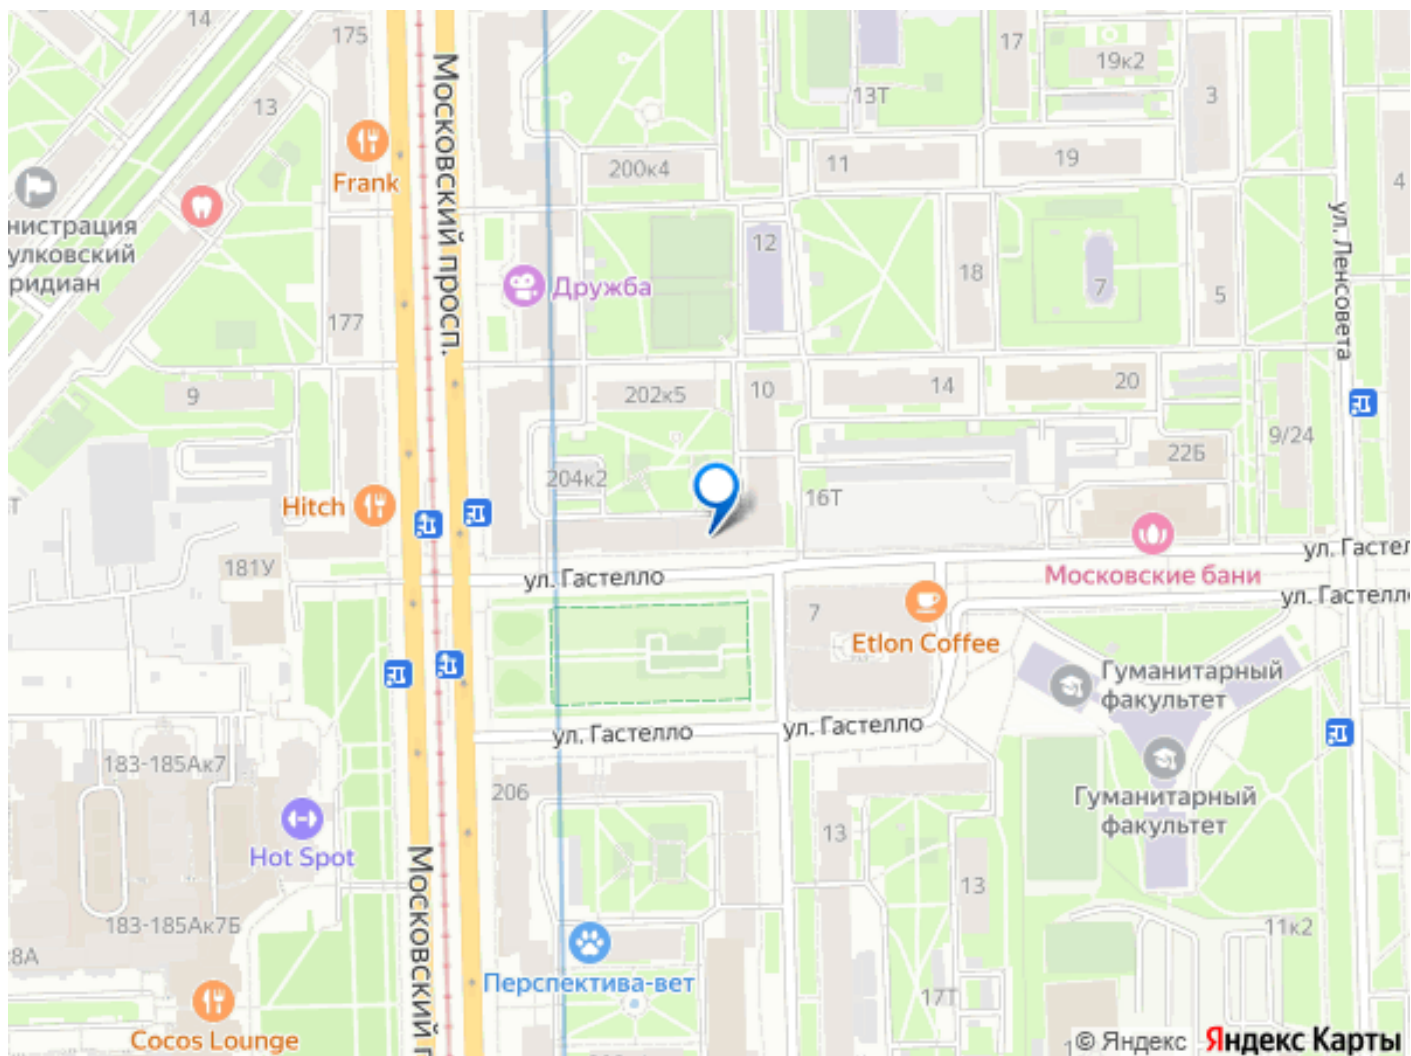 14
175
17
19к2
13Т
3
13
Frank
200к4
11
19
4
нистрация
улковский
ридиан
Московский просп.
12
18
7
5
ул. Ленсовета
Дружба
177
9
202к5
10
14
20
9/24
204к2
22Б
16Т
Т
Hitch
181У
ул. Гастелло
ул. Гастел
Московские бани
ул. Гастелло
7
Etlon Coffee
Гуманитарный
факультет
ул. Гастелло
ул. Гастелло
183-185Ак7
206
Гуманитарный
факультет
13
Hot Spot
Московский п
13
183-185Ак7Б
11к2
8А
Перспектива-вет
17Т
Cocos Lounge
1
© Яндекс Яндекс Карты